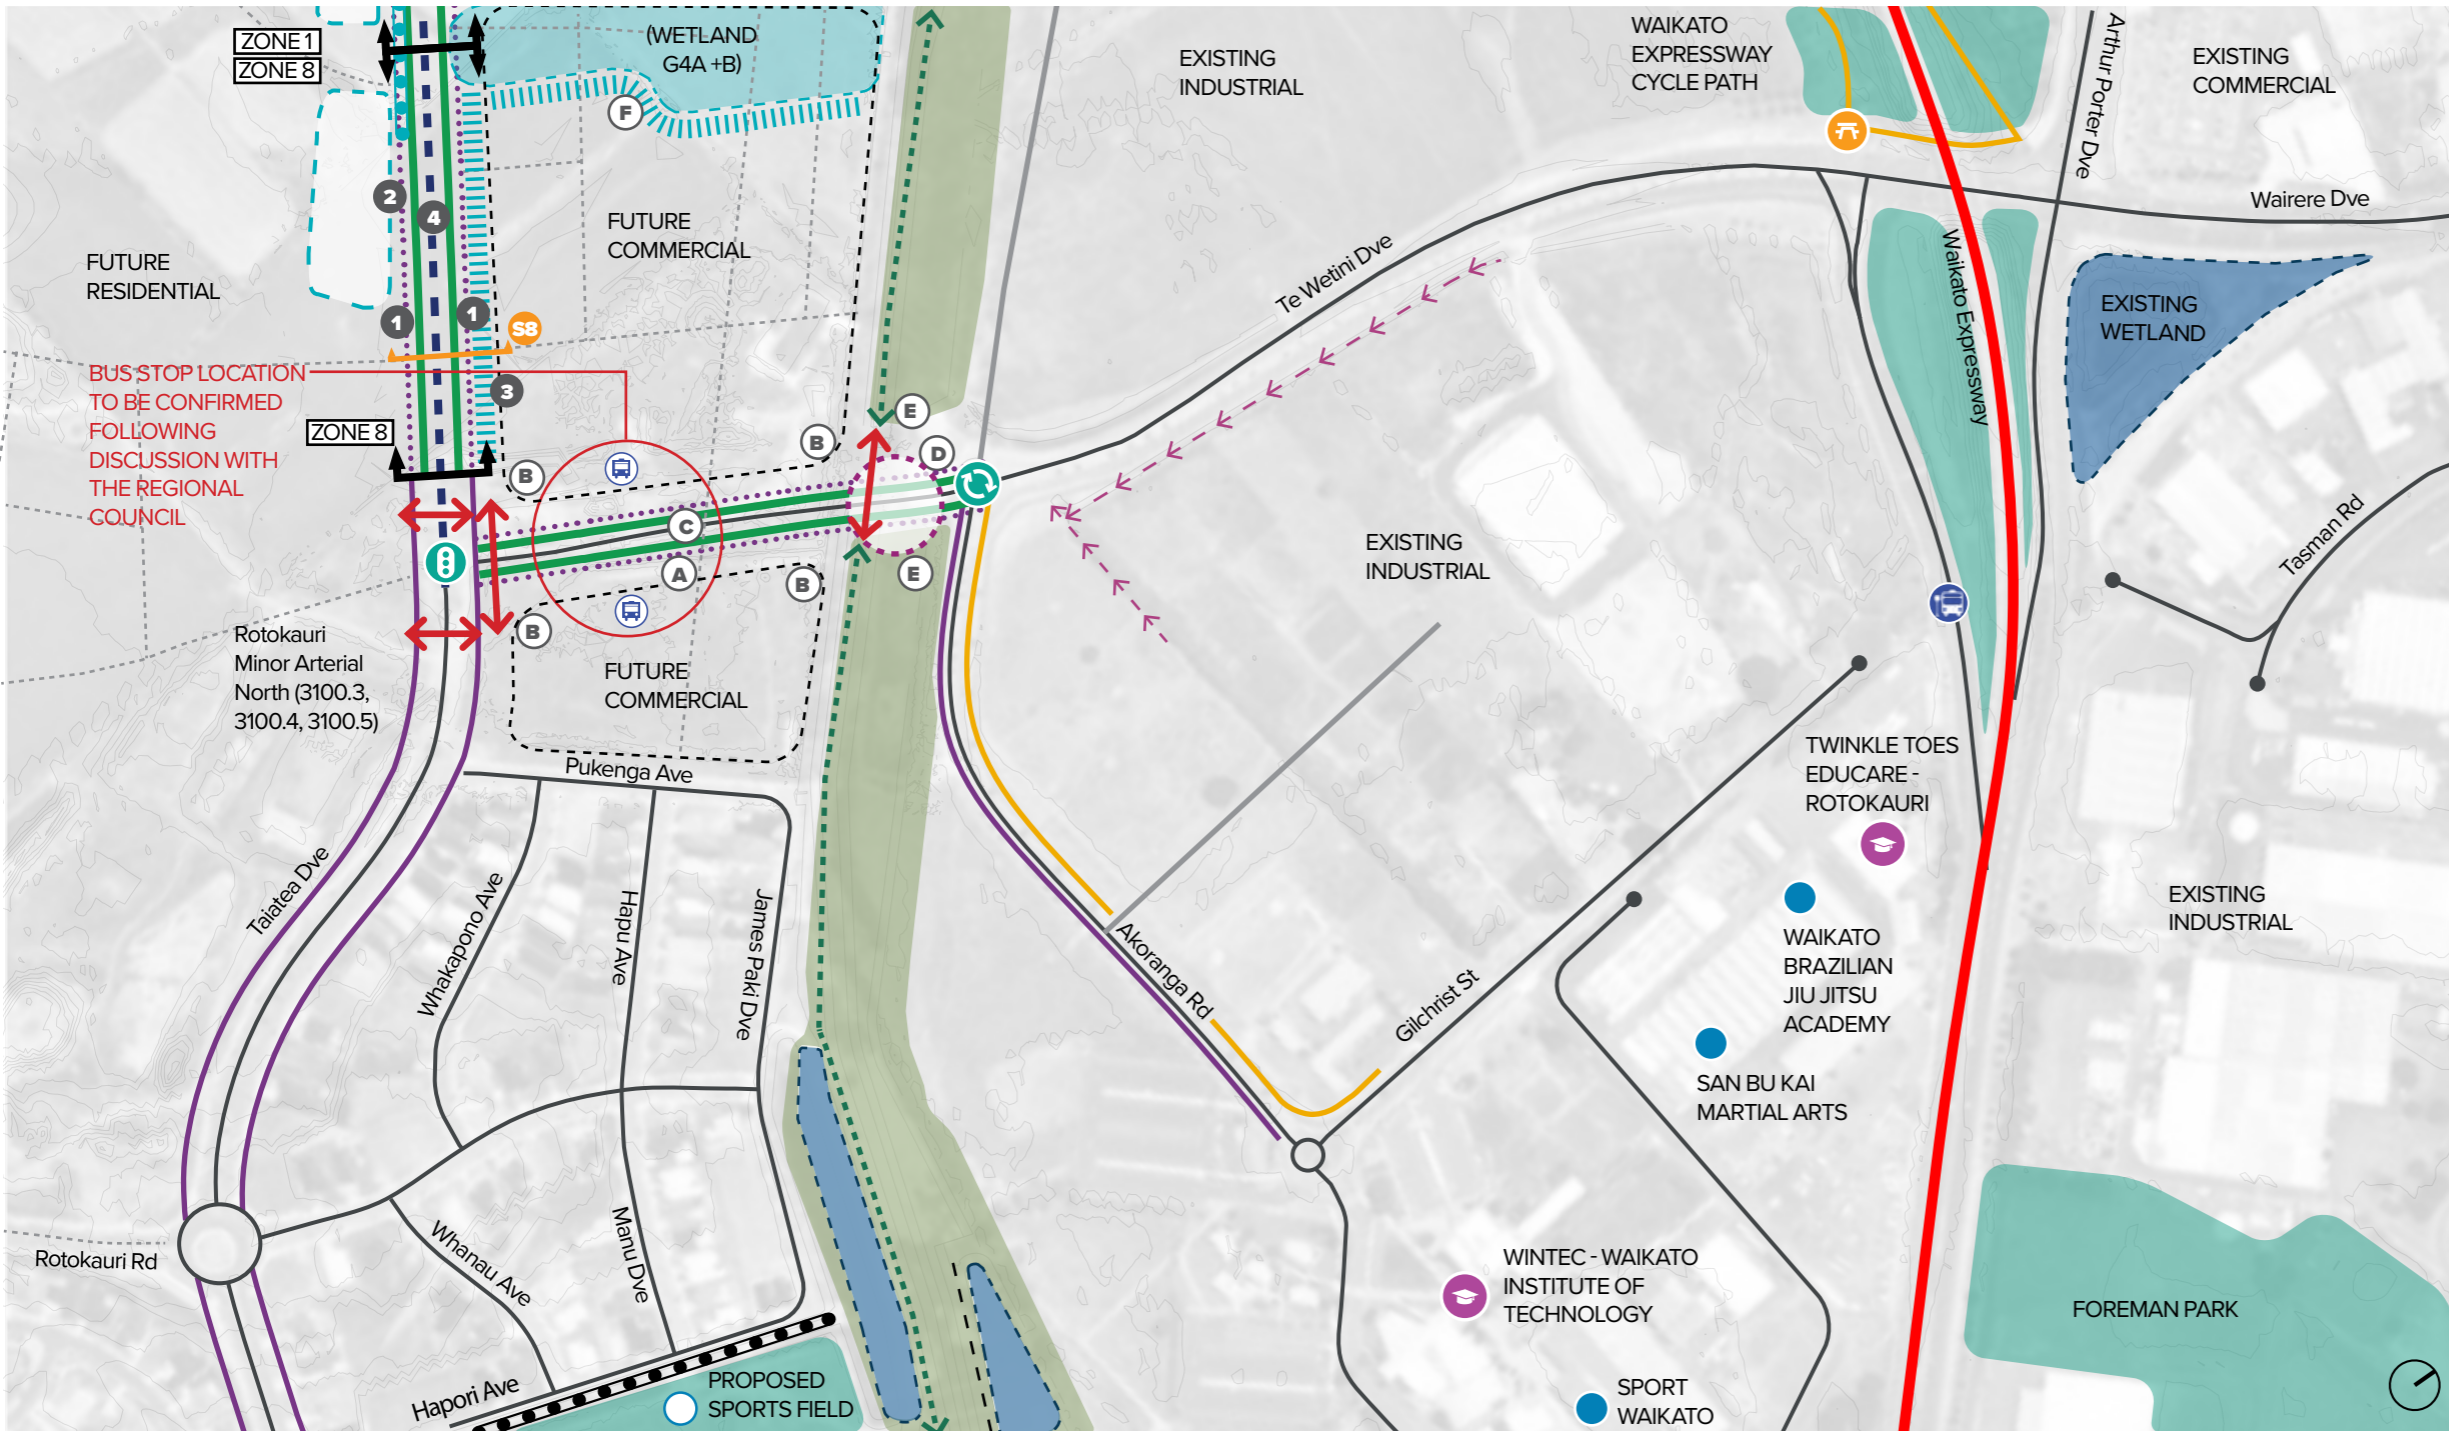 ZONE 1
ZONE 8
(WETLAND
G4A +B)
F
EXISTING
INDUSTRIAL
WAIKATO
EXPRESSWAY
CYCLE PATH
Arthur Porter Dve
EXISTING
COMMERCIAL
Wairere Dve
2
4
FUTURE
COMMERCIAL
FUTURE
RESIDENTIAL
1
1
S8
3
Te Wetini Dve
Waikato Expressway
EXISTING
WETLAND
BUS STOP LOCATION
TO BE CONFIRMED
FOLLOWING
DISCUSSION WITH
THE REGIONAL
COUNCIL
ZONE 8
B
B
E
D
C
A
B
B
E
EXISTING
INDUSTRIAL
Tasman Rd
Rotokauri
Minor Arterial
North (3100.3,
3100.4, 3100.5)
FUTURE
COMMERCIAL
Pukenga Ave
TWINKLE TOES
EDUCARE -
ROTOKAURI
Taiatea Dve
Whakapono Ave
Hapu Ave
James Paiki Dve
Akoranga Rd
Gilchrist St
WAIKATO
BRAZILIAN
JIU JITSU
ACADEMY
EXISTING
INDUSTRIAL
SAN BU KAI
MARTIAL ARTS
Rotokauri Rd
Whanau Ave
Manu Dve
WINTEC - WAIKATO
INSTITUTE OF
TECHNOLOGY
FOREMAN PARK
Hapori Ave
PROPOSED
SPORTS FIELD
SPORT
WAIKATO